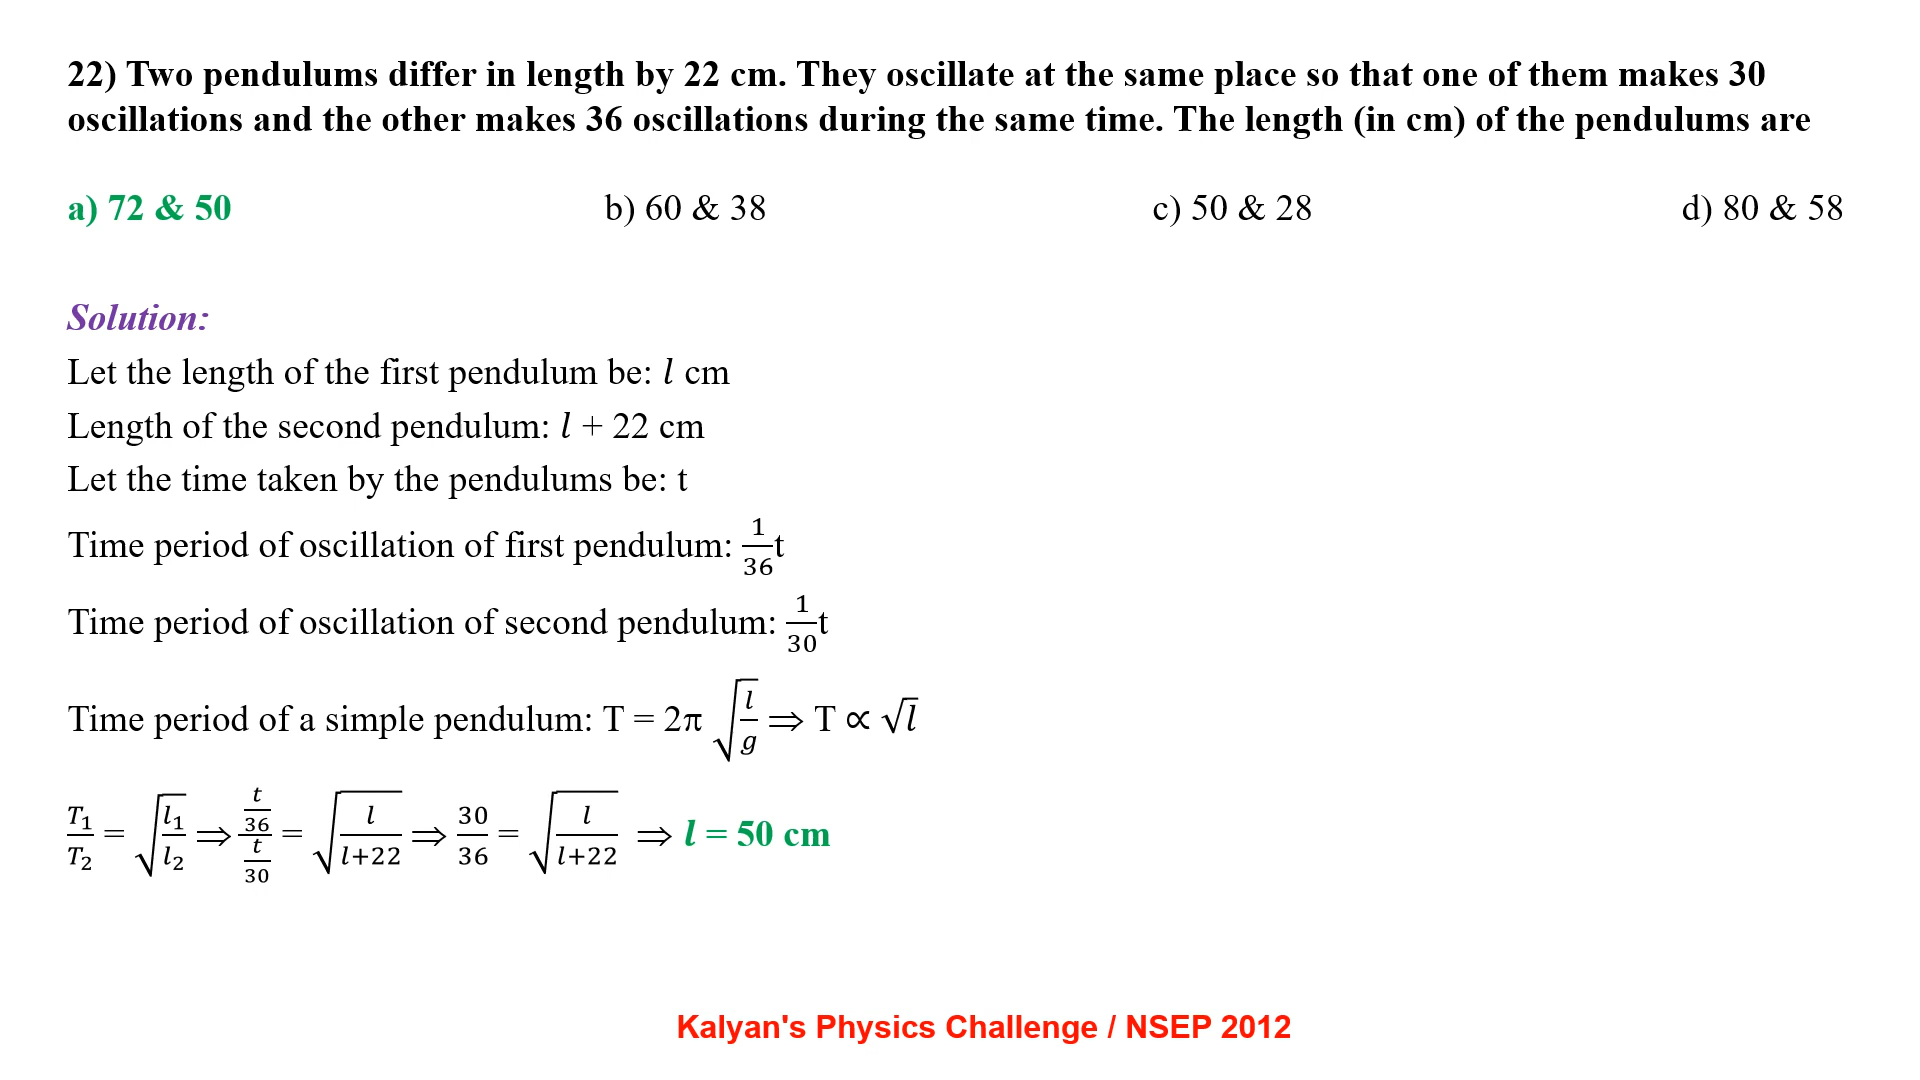 22) Two pendulums differ in length by 22 cm. They oscillate at the same place so that one of them makes 30
oscillations and the other makes 36 oscillations during the same time. The length (in cm) of the pendulums are
a) 72 & 50 b) 60 & 38 c) 50 & 28 d) 80 & 58
Solution:
Let the length of the first pendulum be: l cm
Length of the second pendulum: l + 22 cm
Let the time taken by the pendulums be: t
Time period of oscillation of first pendulum: 1/36 t
Time period of oscillation of second pendulum: 1/30 t
Time period of a simple pendulum: T = 2π √(l/g) ⇒ T ∝ √l
T₁/T₂ = √(l₁/l₂) ⇒ (t/36)/(t/30) = √(l/(l+22)) ⇒ 30/36 = √(l/(l+22)) ⇒ l = 50 cm
Kalyan's Physics Challenge / NSEP 2012